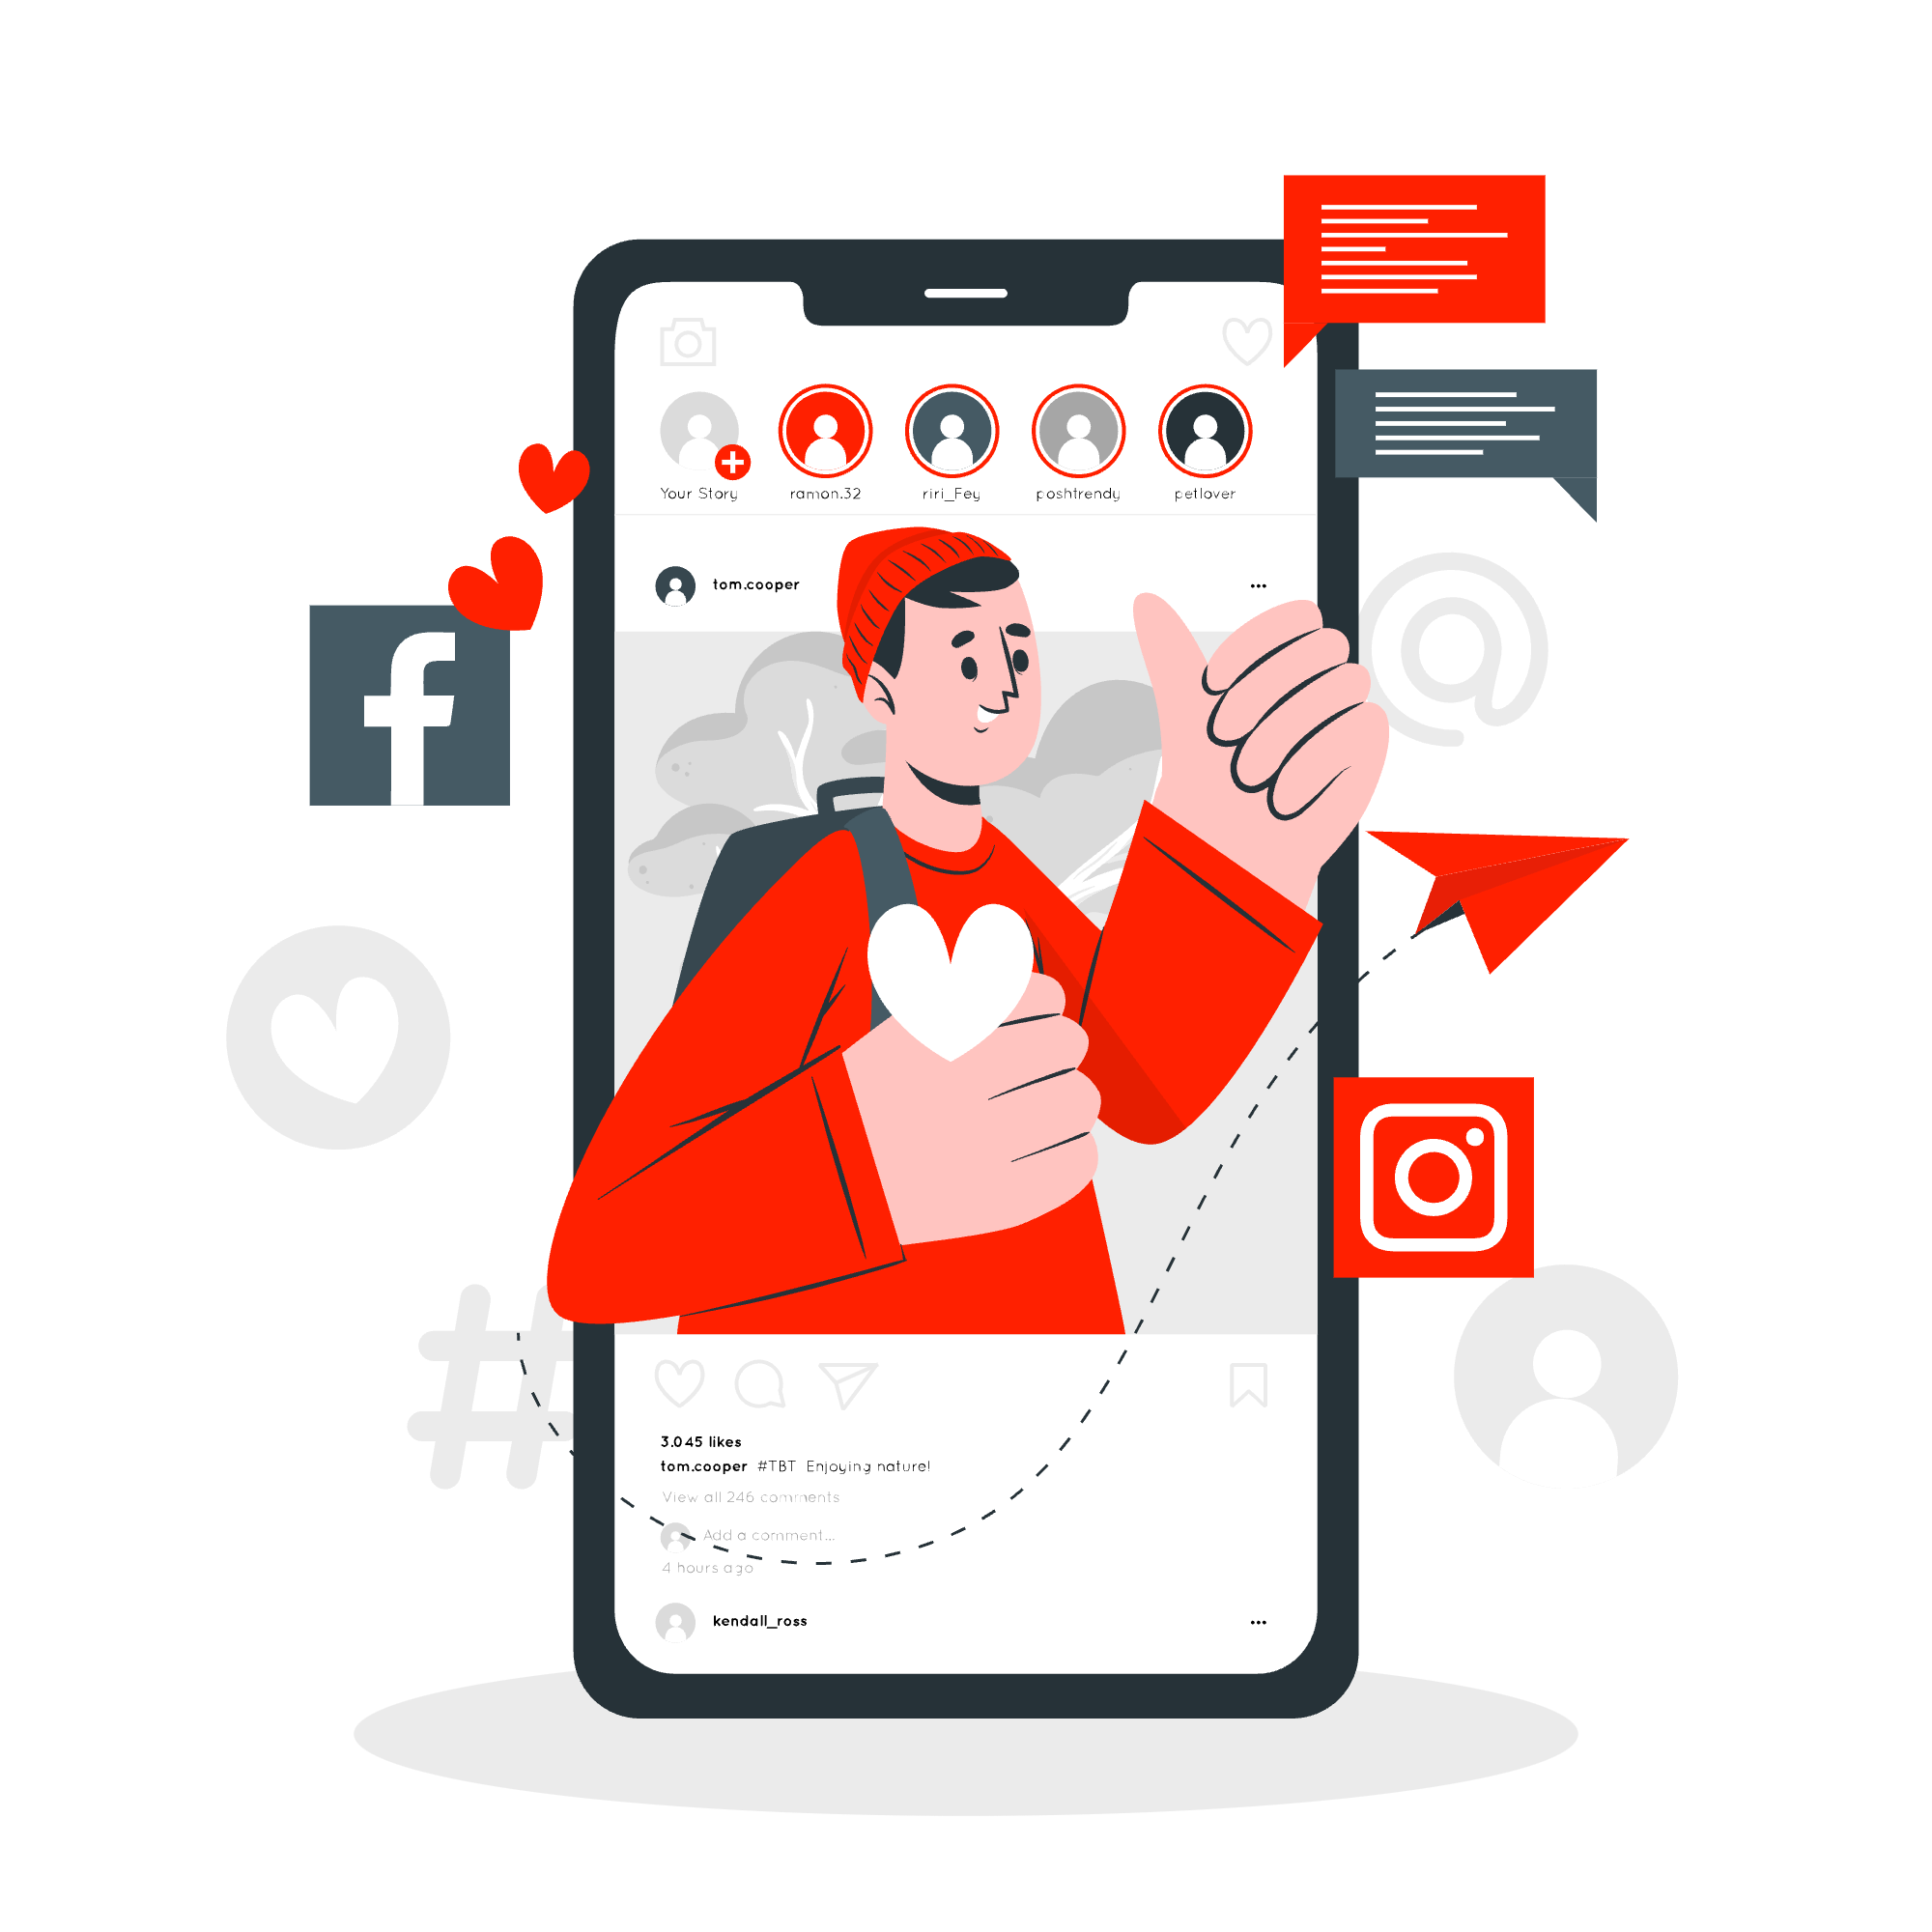 Your Story ramon.32 riri_Fey poshtrendy petlover
tom.cooper
3.045 likes
tom.cooper #TBT Enjoying nature!
View all 246 comments
Add a comment...
4 hours ago
kendall_ross